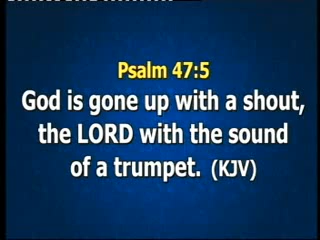 Psalm 47:5
God is gone up with a shout,
the LORD with the sound
of a trumpet. (KJV)